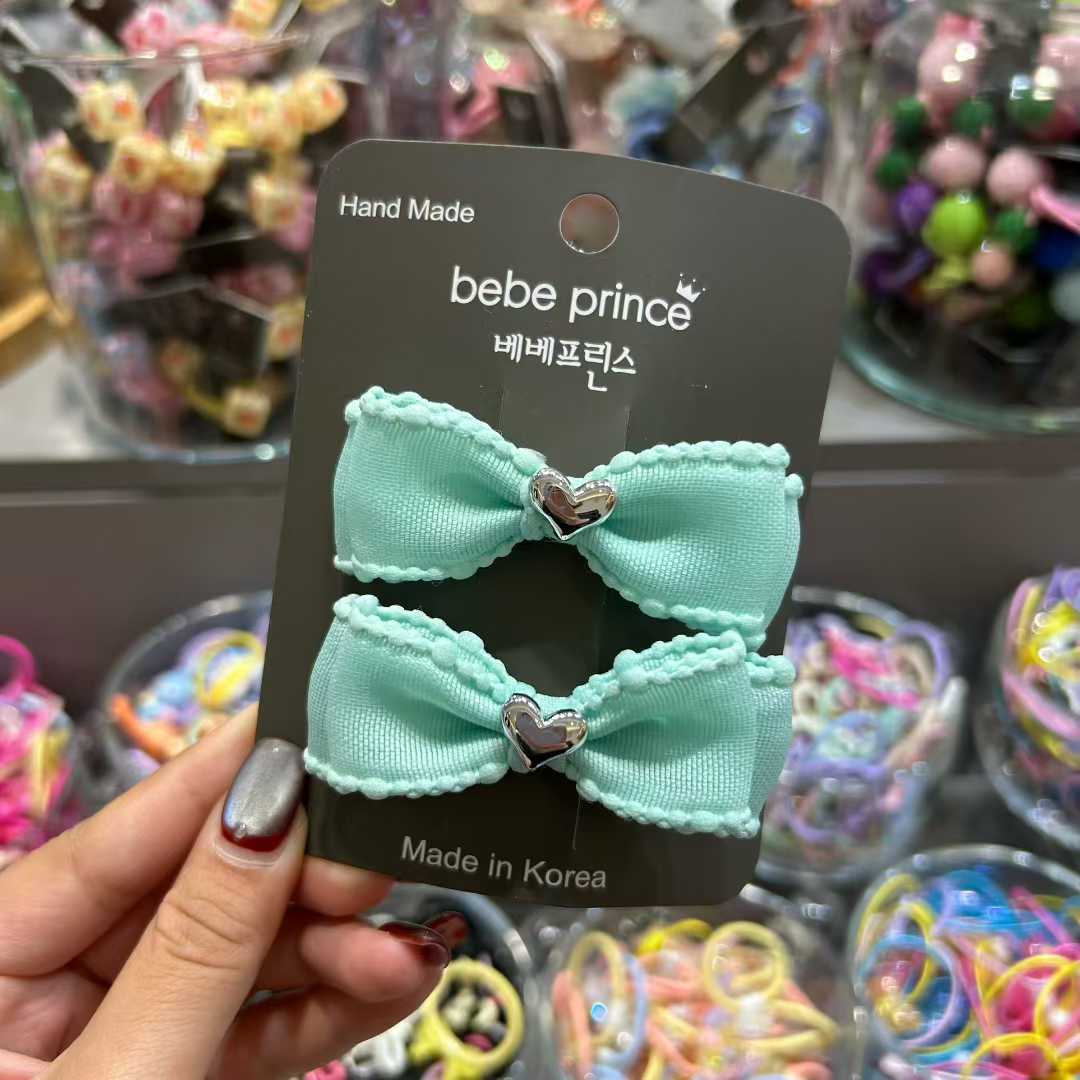 Hand Made
bebe prince
베베프린스
Made in Korea